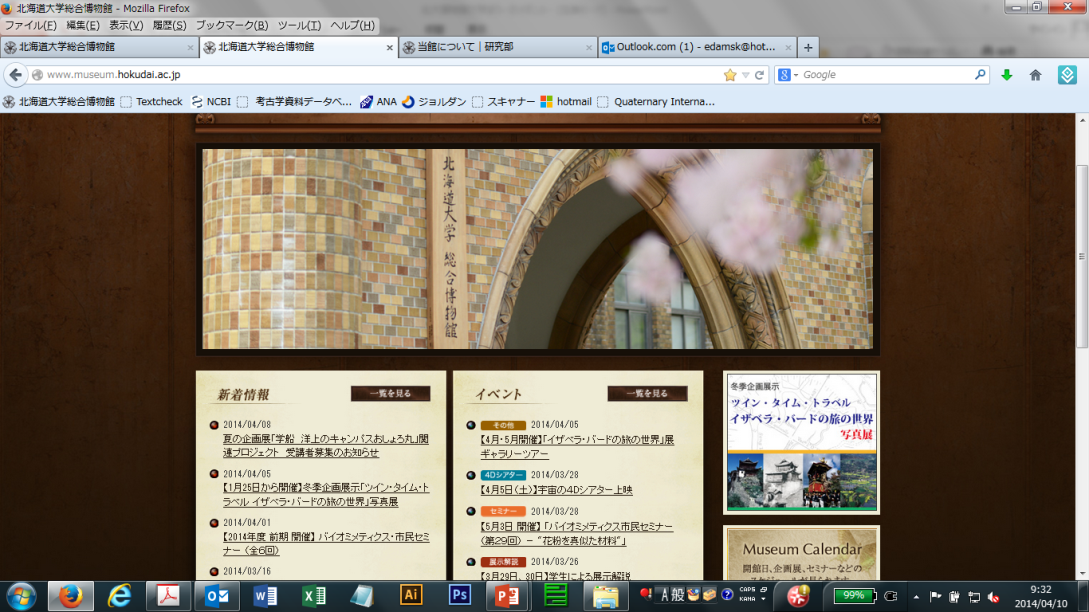 北海道大学総合博物館 - Mozilla Firefox
ファイル(F) 編集(E) 表示(V) 履歴(S) ブックマーク(B) ツール(T) ヘルプ(H)
北海道大学総合博物館
北海道大学総合博物館
当館について | 研究部
Outlook.com (1) - edamsk@hot...
www.museum.hokudai.ac.jp
Google
北海道大学総合博物館 Textcheck NCBI 考古学資料データベ... ANA ジョルダン スキャナー hotmail Quaternary Interna...
北海道大学 総合博物館
新着情報
一覧を見る
2014/04/08
夏の企画展「学船 洋上のキャンパスおしょろ丸」関
連プロジェクト 受講者募集のお知らせ
2014/04/05
【1月25日から開催】冬季企画展示「ツイン・タイム・ト
ラベル イザベラ・バードの旅の世界」写真展
2014/04/01
【2014年度 前期 開催】 バイオミメティクス・市民セミ
ナー (全6回)
2014/03/16
イベント
一覧を見る
その他 2014/04/05
【4月・5月開催】「イザベラ・バードの旅の世界」展
ギャラリーツアー
4Dシアター 2014/03/28
【4月5日(土)】宇宙の4Dシアター上映
セミナー 2014/03/28
【5月3日 開催】 「バイオミメティクス市民セミナー
(第29回) – “花粉を真似た材料”」
展示解説 2014/03/26
【3月29日、30日】学生による展示解説
冬季企画展示
ツイン・タイム・トラベル
イザベラ・バードの旅の世界
写真展
Museum Calendar
開館日、企画展、セミナーなどの
A 般
CAPS
KANA
99%
9:32
2014/04/10